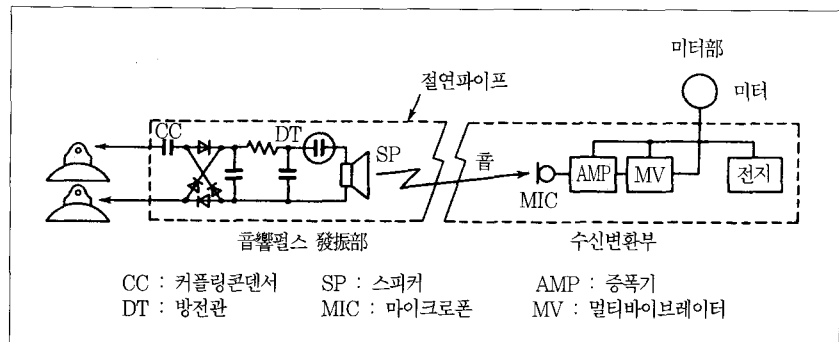 미터部
미터
절연파이프
CC
DT
SP
音
MIC
AMP
MV
전지
音響펄스 發振部
수신변환부
CC : 커플링콘덴서 SP : 스피커 AMP : 증폭기
DT : 방전관 MIC : 마이크로폰 MV : 멀티바이브레이터